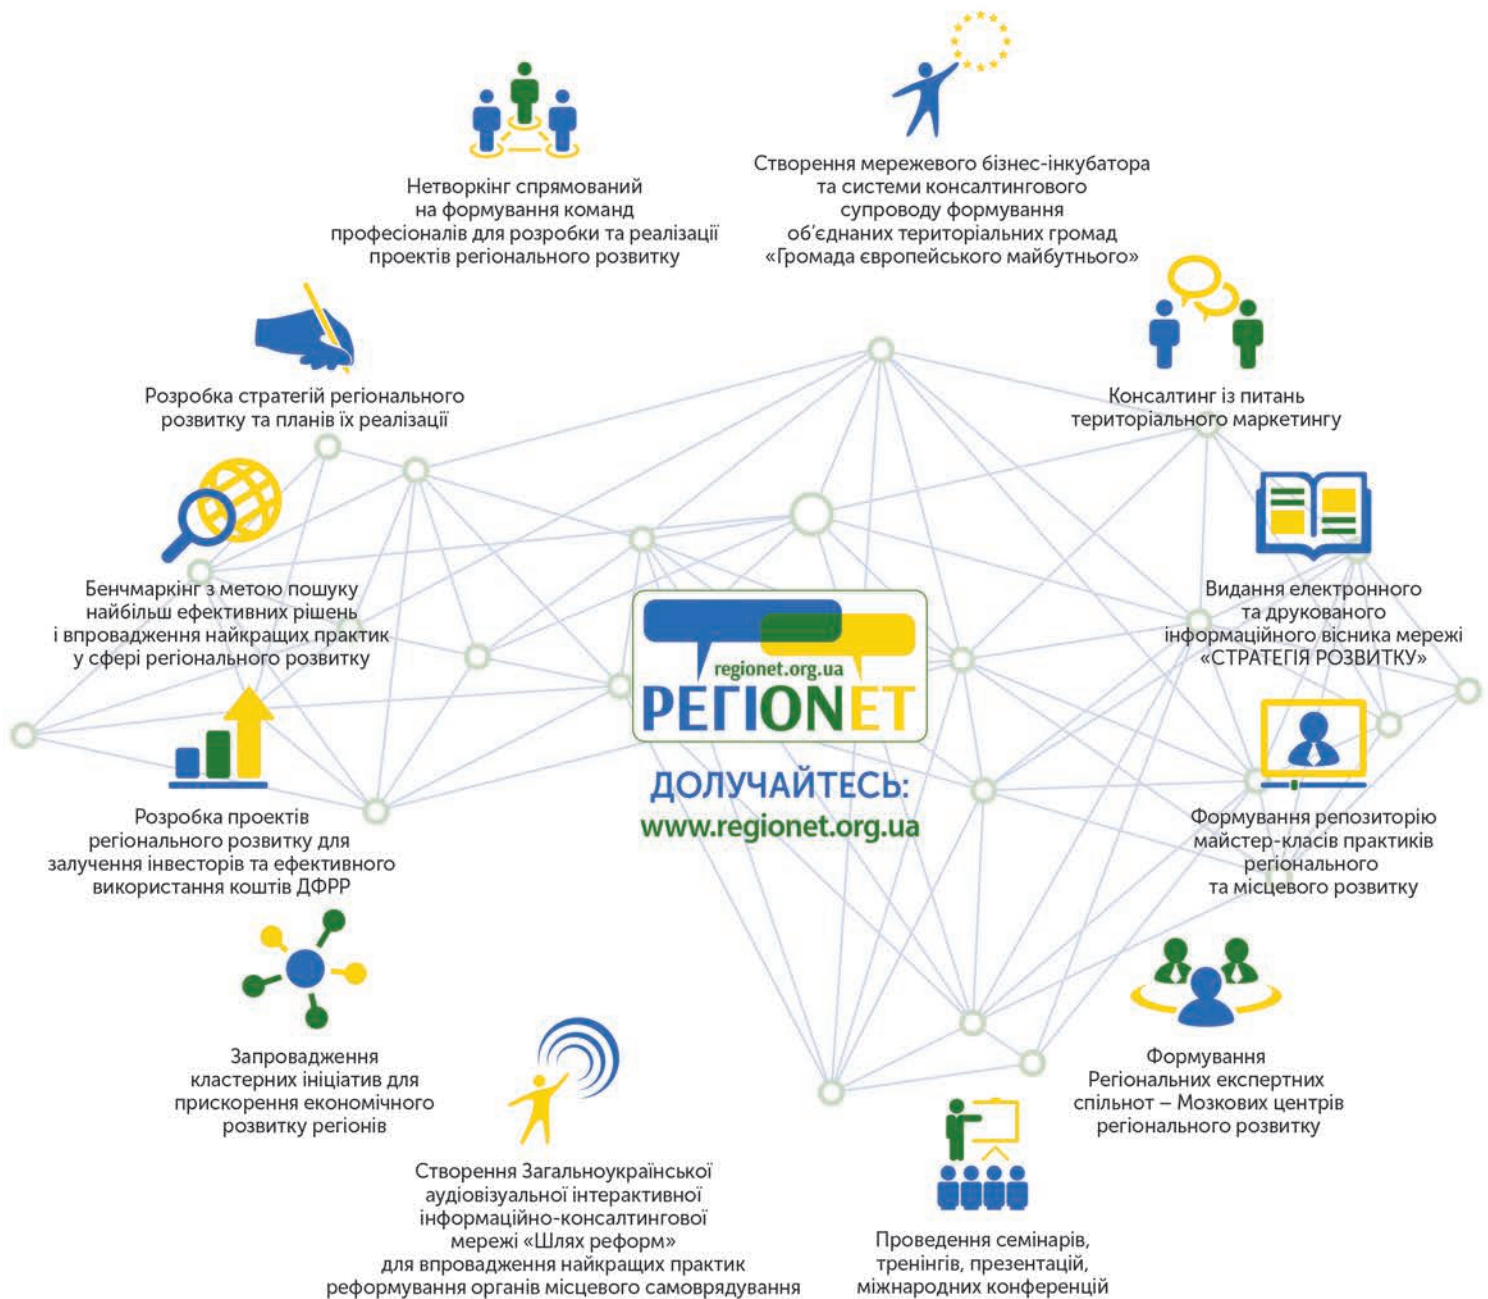 Нетворкінг спрямований
на формування команд
професіоналів для розробки та реалізації
проектів регіонального розвитку
Створення мережевого бізнес-інкубатора
та системи консалтингового
супроводу формування
об'єднаних територіальних громад
«Громада європейського майбутнього»
Розробка стратегій регіонального
розвитку та планів їх реалізації
Консалтинг із питань
територіального маркетингу
Бенчмаркінг з метою пошуку
найбільш ефективних рішень
і впровадження найкращих практик
у сфері регіонального розвитку
Видання електронного
та друкованого
інформаційного вісника мережі
«СТРАТЕГІЯ РОЗВИТКУ»
regionet.org.ua
РЕГІОNET
ДОЛУЧАЙТЕСЬ:
www.regionet.org.ua
Розробка проектів
регіонального розвитку для
залучення інвесторів та ефективного
використання коштів ДФРР
Формування репозиторію
майстер-класів практиків
регіонального
та місцевого розвитку
Запровадження
кластерних ініціатив для
прискорення економічного
розвитку регіонів
Формування
Регіональних експертних
спільнот – Мозкових центрів
регіонального розвитку
Створення Загальноукраїнської
аудіовізуальної інтерактивної
інформаційно-консалтингової
мережі «Шлях реформ»
для впровадження найкращих практик
реформування органів місцевого самоврядування
Проведення семінарів,
тренінгів, презентацій,
міжнародних конференцій